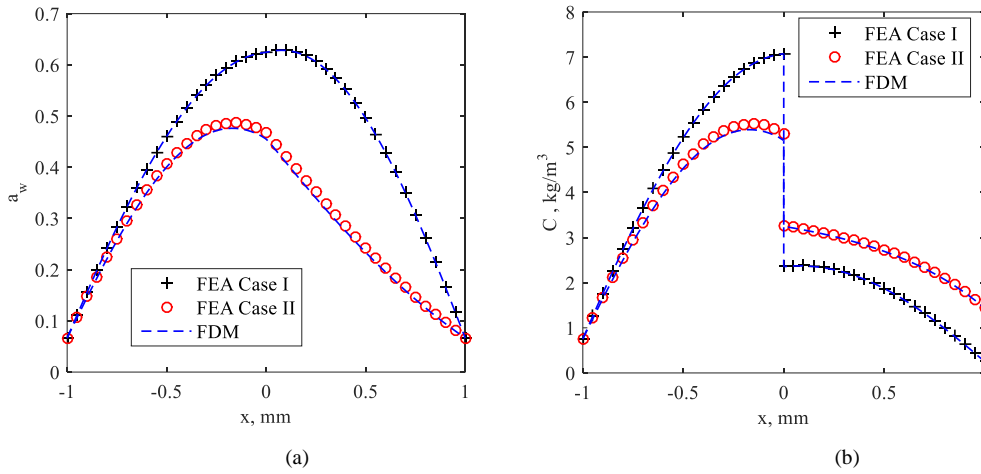 0.7
0.6
0.5
0.4
0.3
0.2
0.1
0
a_w
FEA Case I
FEA Case II
FDM
-1 -0.5 0 0.5 1
x, mm
(a)
8
7
6
5
4
3
2
1
0
C , kg/m³
FEA Case I
FEA Case II
FDM
-1 -0.5 0 0.5
x, mm
(b)